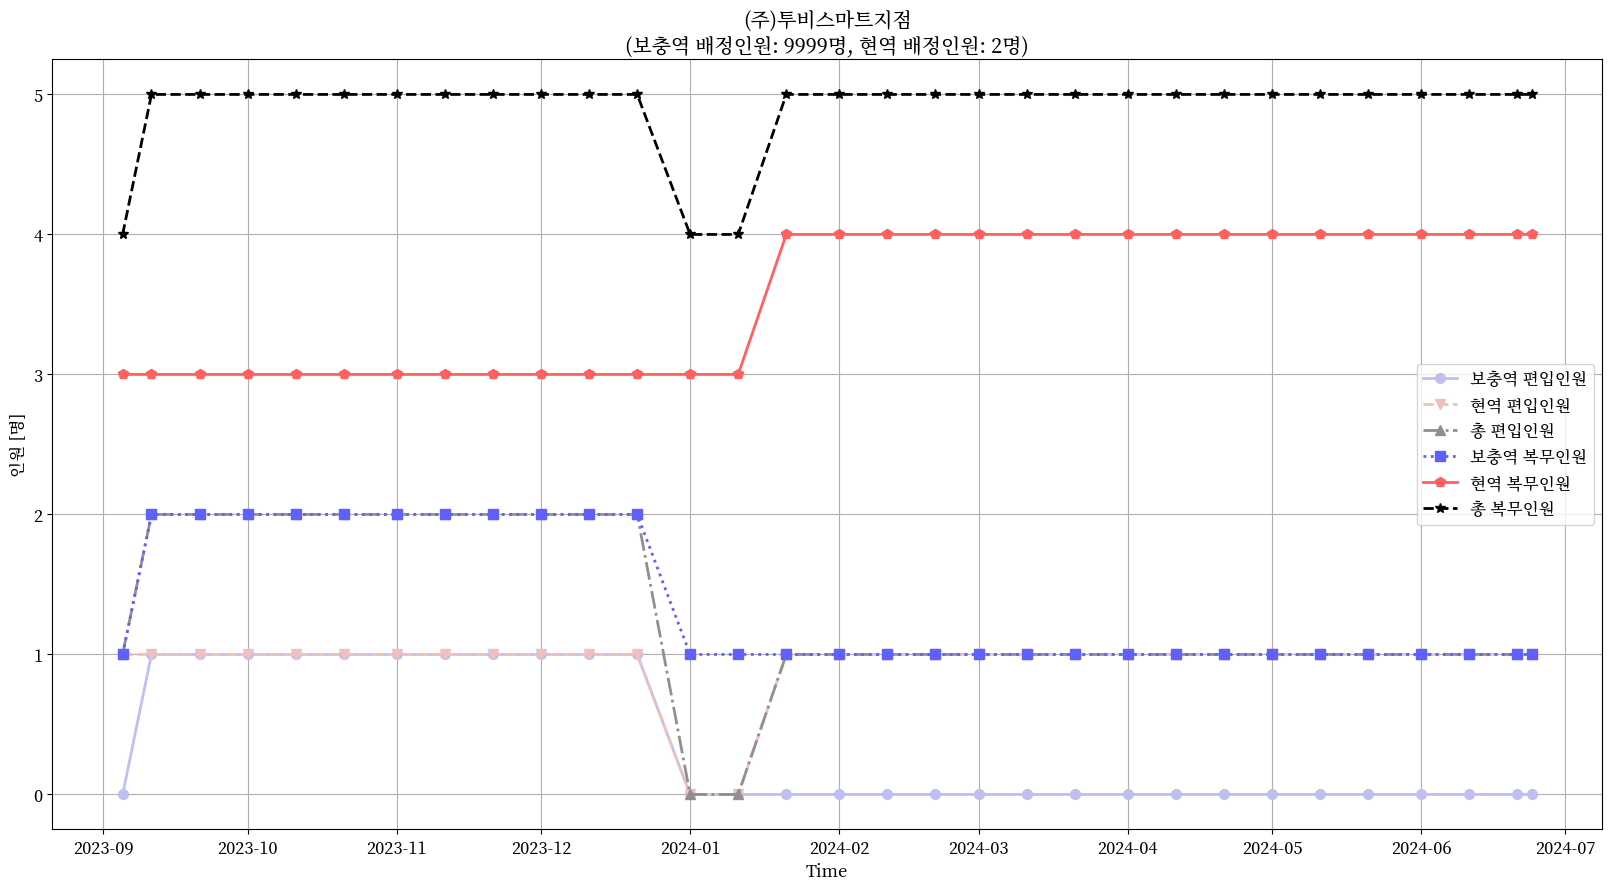 (주)투비스마트지점
(보충역 배정인원: 9999명, 현역 배정인원: 2명)
인원 [명]
5
4
3
2
1
0
보충역 편입인원
현역 편입인원
총 편입인원
보충역 복무인원
현역 복무인원
총 복무인원
2023-09 2023-10 2023-11 2023-12 2024-01 2024-02 2024-03 2024-04 2024-05 2024-06 2024-07
Time